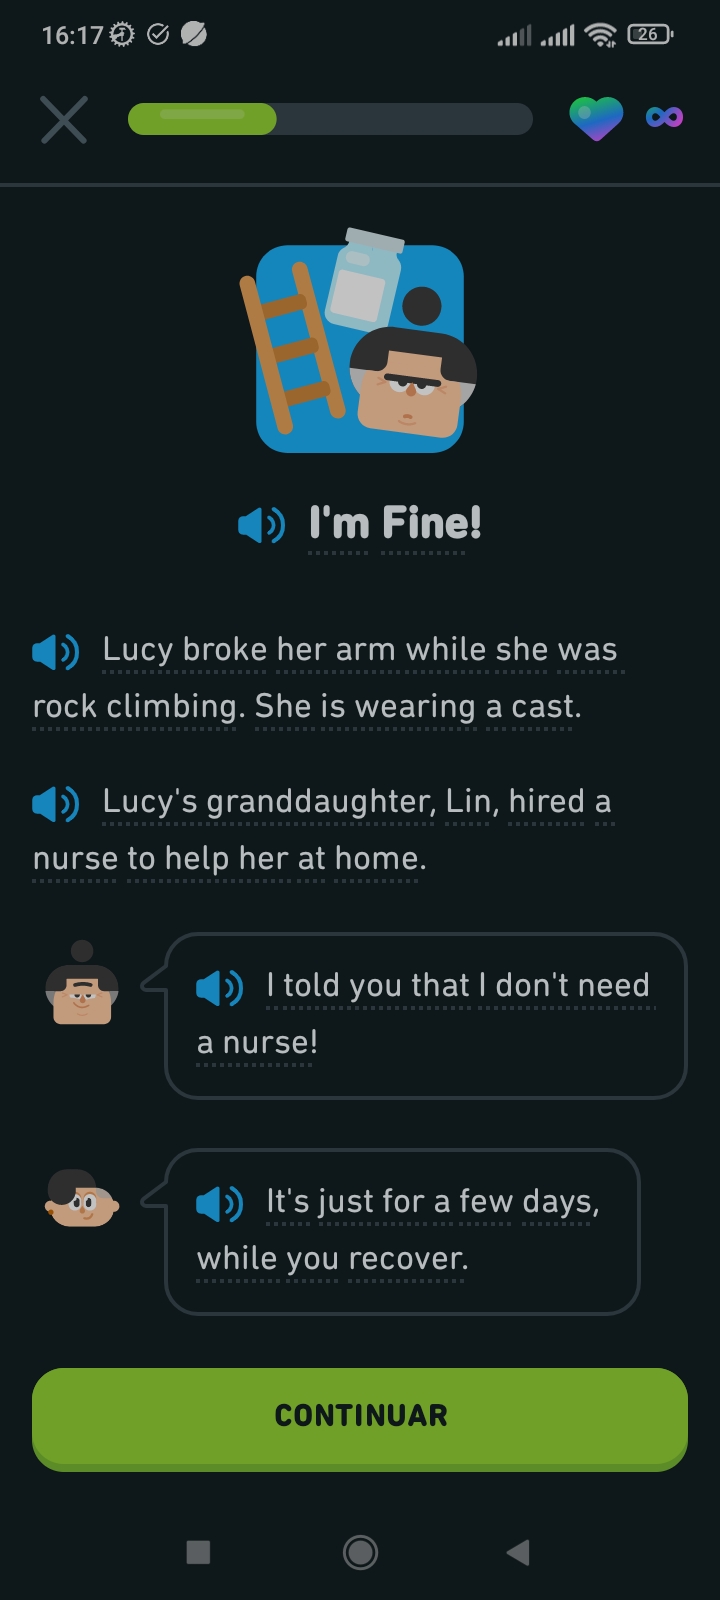 16:17
26
I'm Fine!
Lucy broke her arm while she was
rock climbing. She is wearing a cast.
Lucy's granddaughter, Lin, hired a
nurse to help her at home.
I told you that I don't need
a nurse!
It's just for a few days,
while you recover.
CONTINUAR